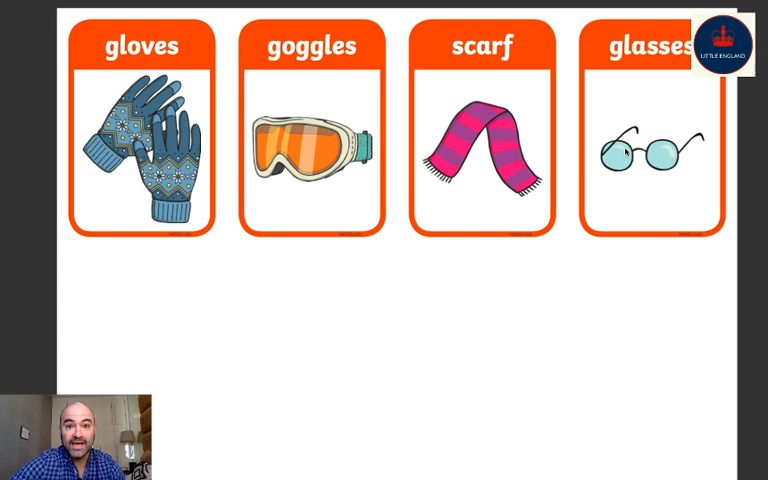 gloves
goggles
scarf
glasses
LITTLE ENGLAND